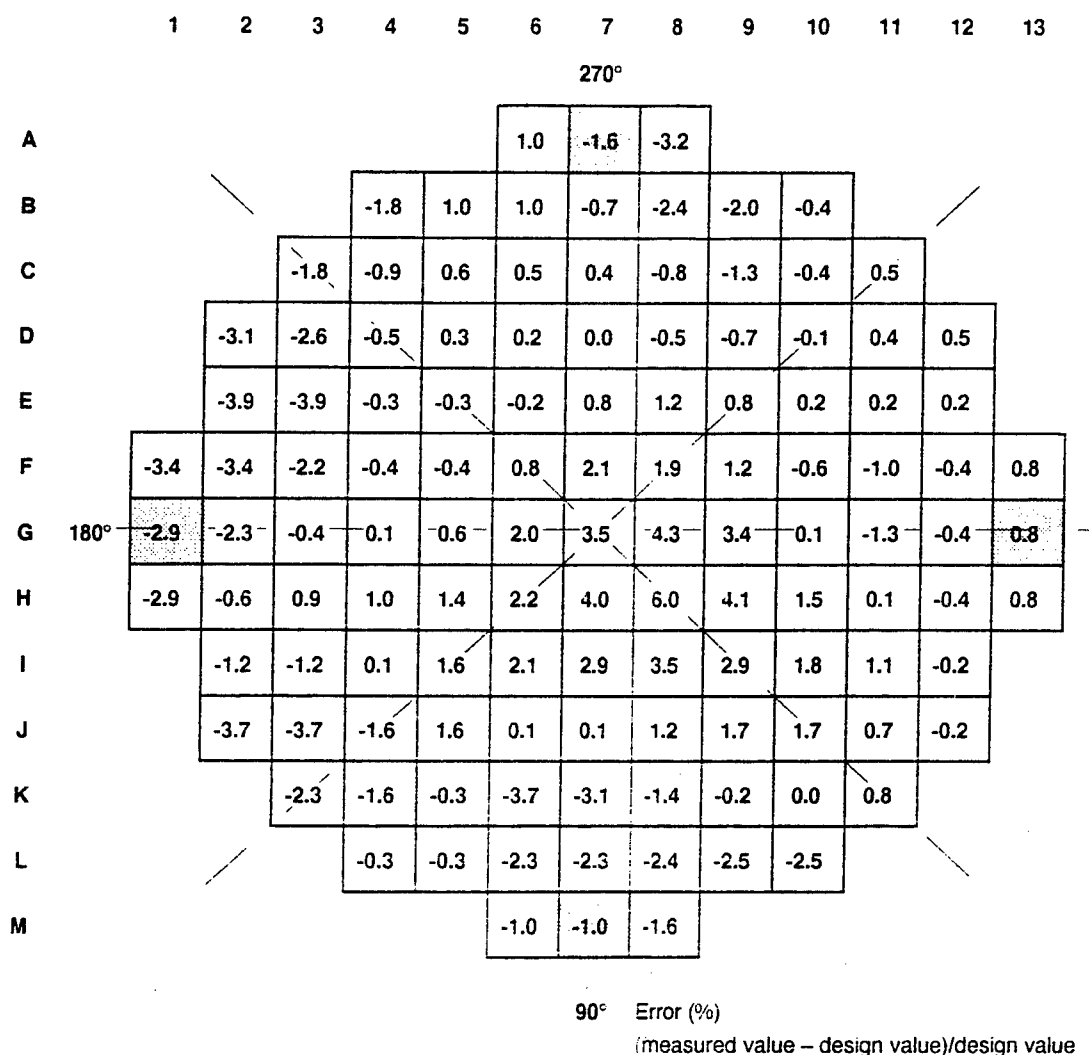 1 2 3 4 5 6 7 8 9 10 11 12 13
270°
A 1.0 -1.6 -3.2
B -1.8 1.0 1.0 -0.7 -2.4 -2.0 -0.4
C -1.8 -0.9 0.6 0.5 0.4 -0.8 -1.3 -0.4 0.5
D -3.1 -2.6 -0.5 0.3 0.2 0.0 -0.5 -0.7 -0.1 0.4 0.5
E -3.9 -3.9 -0.3 -0.3 -0.2 0.8 1.2 0.8 0.2 0.2 0.2
F -3.4 -3.4 -2.2 -0.4 -0.4 0.8 2.1 1.9 1.2 -0.6 -1.0 -0.4 0.8
180° G -2.9 -2.3 -0.4 0.1 0.6 2.0 3.5 4.3 3.4 0.1 -1.3 -0.4 0.8
H -2.9 -0.6 0.9 1.0 1.4 2.2 4.0 6.0 4.1 1.5 0.1 -0.4 0.8
I -1.2 -1.2 0.1 1.6 2.1 2.9 3.5 2.9 1.8 1.1 -0.2
J -3.7 -3.7 -1.6 1.6 0.1 0.1 1.2 1.7 1.7 0.7 -0.2
K -2.3 -1.6 -0.3 -3.7 -3.1 -1.4 -0.2 0.0 0.8
L -0.3 -0.3 -2.3 -2.3 -2.4 -2.5 -2.5
M -1.0 -1.0 -1.6
90° Error (%)
(measured value – design value)/design value